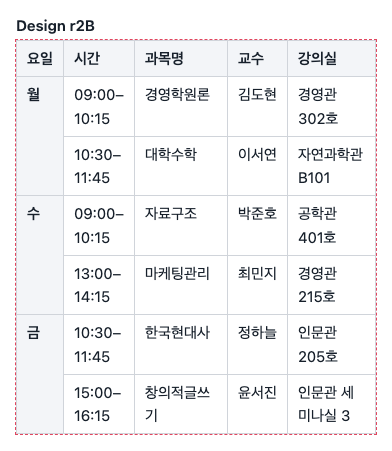 Design r2B
요일 시간 과목명 교수 강의실
월 09:00– 경영학원론 김도현 경영관
10:15 302호
10:30– 대학수학 이서연 자연과학관
11:45 B101
수 09:00– 자료구조 박준호 공학관
10:15 401호
13:00– 마케팅관리 최민지 경영관
14:15 215호
금 10:30– 한국현대사 정하늘 인문관
11:45 205호
15:00– 창의적글쓰 윤서진 인문관 세
16:15 기 미나실 3